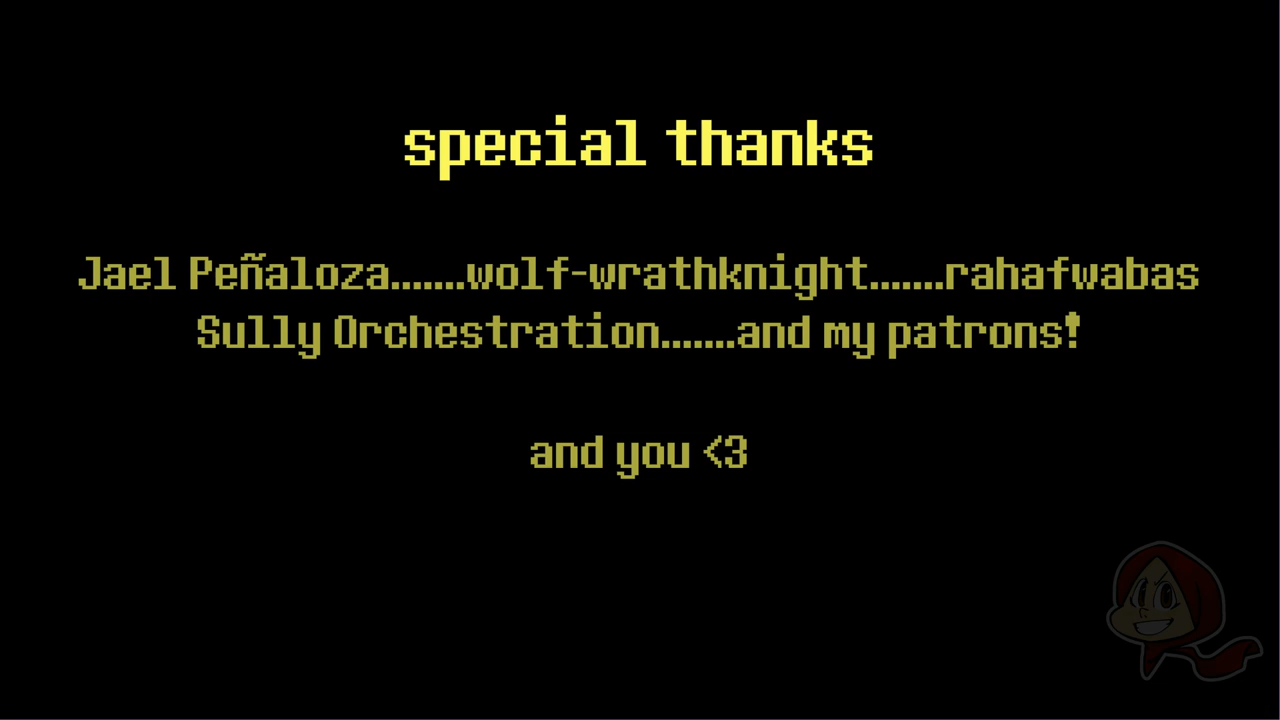 special thanks
Jael Peñaloza.......wolf-wrathknight.......rahafwabas
Sully Orchestration.......and my patrons!
and you <3